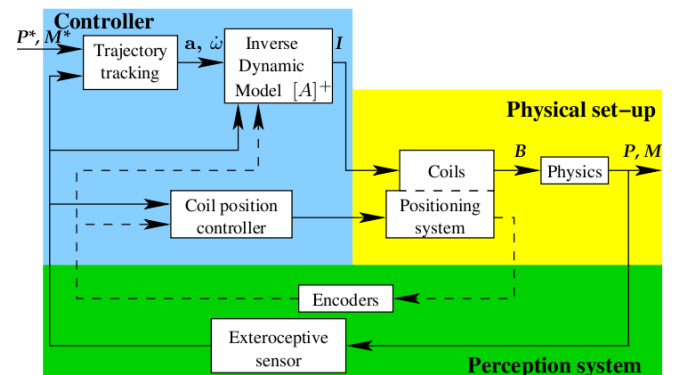 Controller
P*, M*
Trajectory
tracking
a, ω̇
Inverse
Dynamic
Model [A]⁺
I
Physical set−up
Coils
B
Physics
P, M
Positioning
system
Coil position
controller
Encoders
Exteroceptive
sensor
Perception system